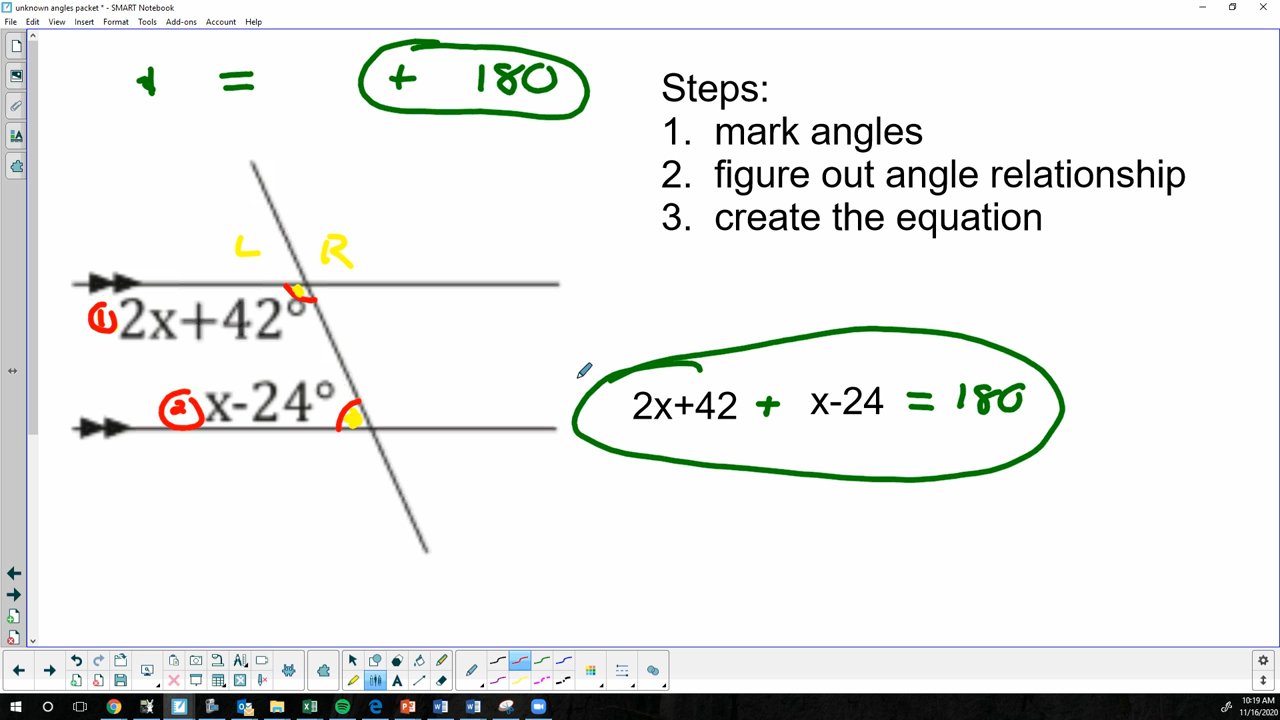 unknown angles packet * - SMART Notebook
File Edit View Insert Format Tools Add-ons Account Help
= + 180
Steps:
1. mark angles
2. figure out angle relationship
3. create the equation
L R
1 2x+42°
2 x-24°
2x+42 + x-24 = 180
10:19 AM
11/16/2020